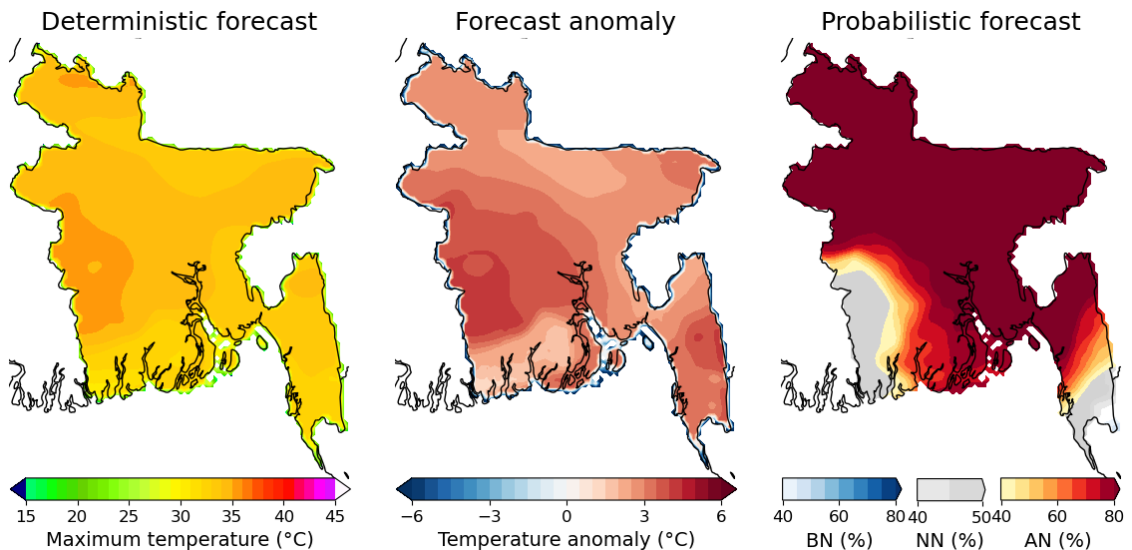 Deterministic forecast
Forecast anomaly
Probabilistic forecast
15 20 25 30 35 40 45
Maximum temperature (°C)
−6 −3 0 3 6
Temperature anomaly (°C)
40 60 80
BN (%)
40 50
NN (%)
40 60 80
AN (%)